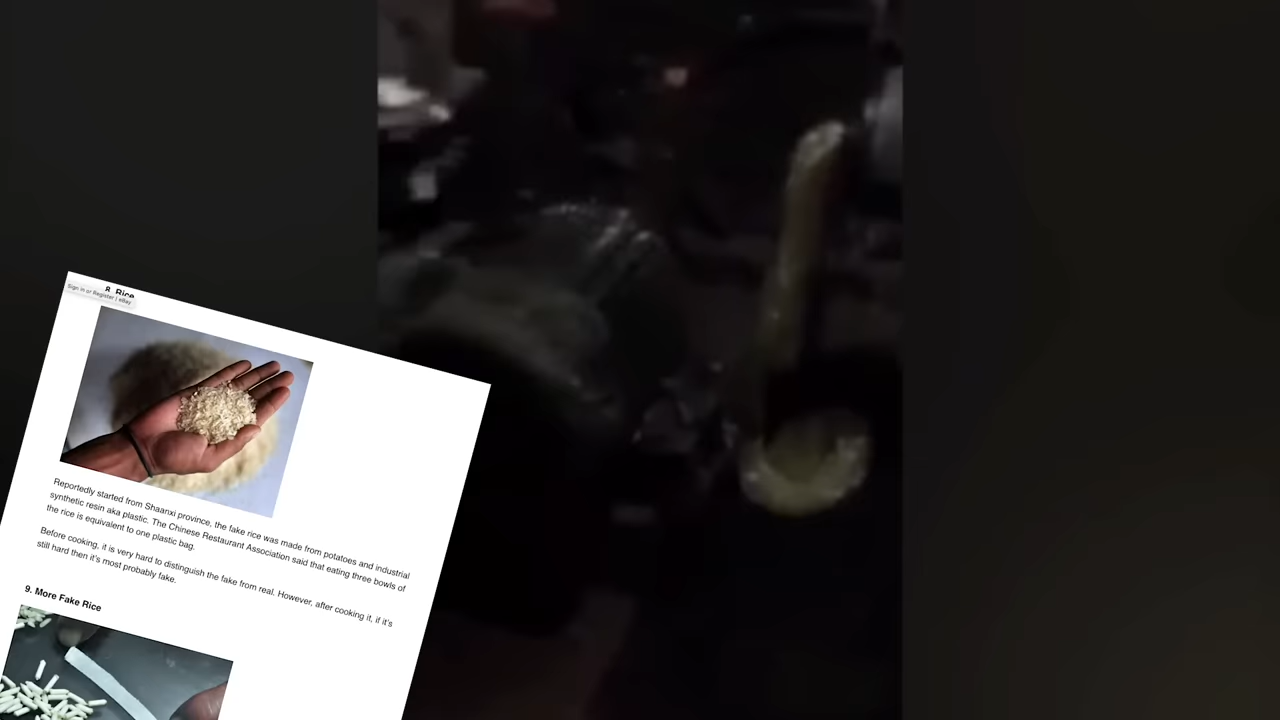 8. Rice
Sign in or Register | eBay
Reportedly started from Shaanxi province, the fake rice was made from potatoes and industrial
synthetic resin aka plastic. The Chinese Restaurant Association said that eating three bowls of
the rice is equivalent to one plastic bag.
Before cooking, it is very hard to distinguish the fake from real. However, after cooking it, if it's
still hard then it's most probably fake.
9. More Fake Rice